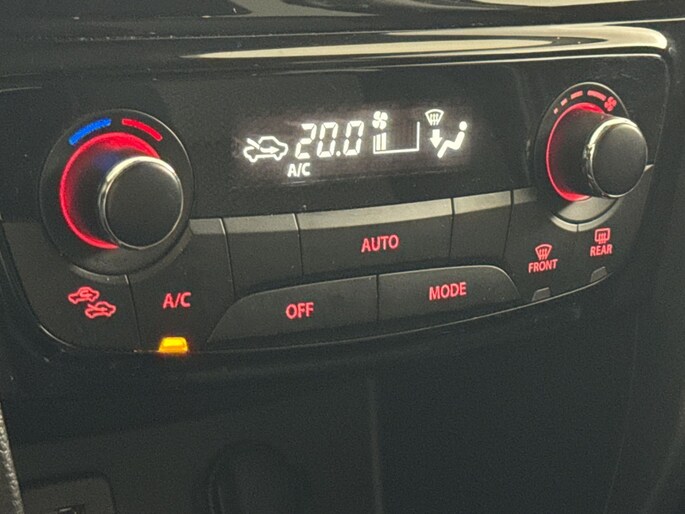 20.0
A/C
AUTO
FRONT
REAR
A/C
OFF
MODE